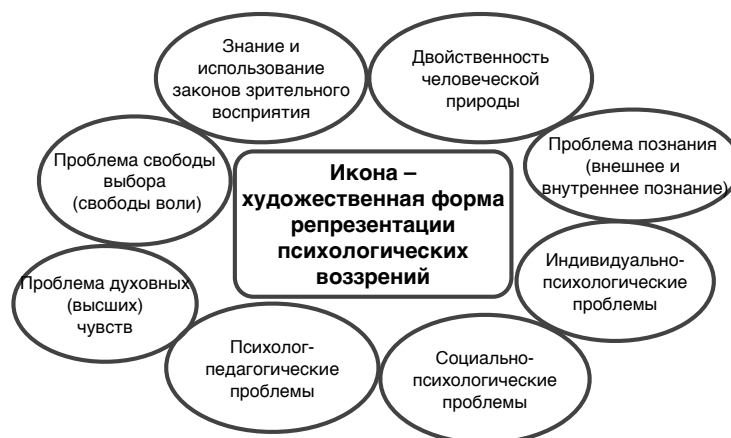 Знание и
использование
законов зрительного
восприятия
Двойственность
человеческой
природы
Проблема познания
(внешнее и
внутреннее познание)
Индивидуально-
психологические
проблемы
Социально-
психологические
проблемы
Психолог-
педагогические
проблемы
Проблема духовных
(высших)
чувств
Проблема свободы
выбора
(свободы воли)
Икона –
художественная форма
репрезентации
психологических
воззрений